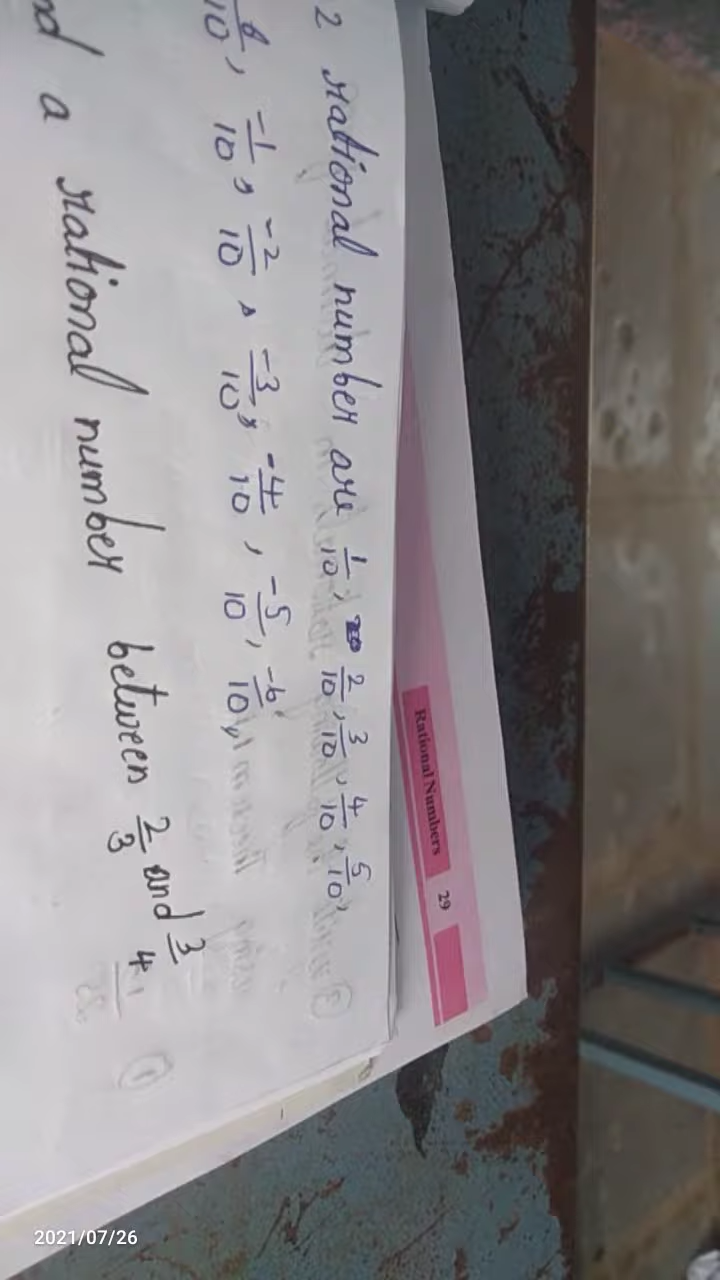 Rational Numbers 29
2 rational number are 1/10, 2/10, 3/10, 4/10, 5/10,
6/10, -1/10, -2/10, -3/10, -4/10, -5/10, -6/10,
a rational number between 2/3 and 3/4
2021/07/26